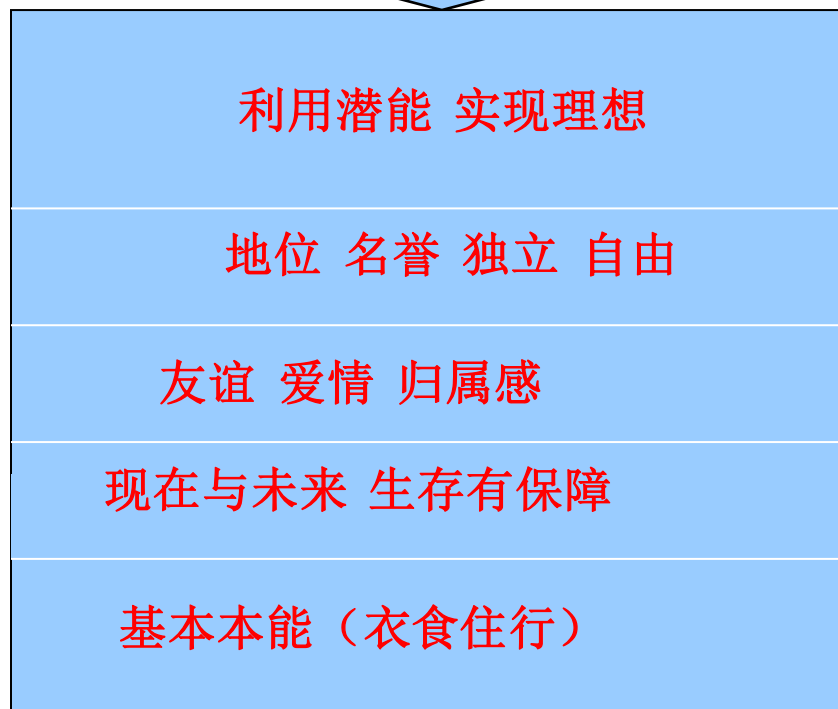 利用潜能 实现理想
地位 名誉 独立 自由
友谊 爱情 归属感
现在与未来 生存有保障
基本本能（衣食住行）